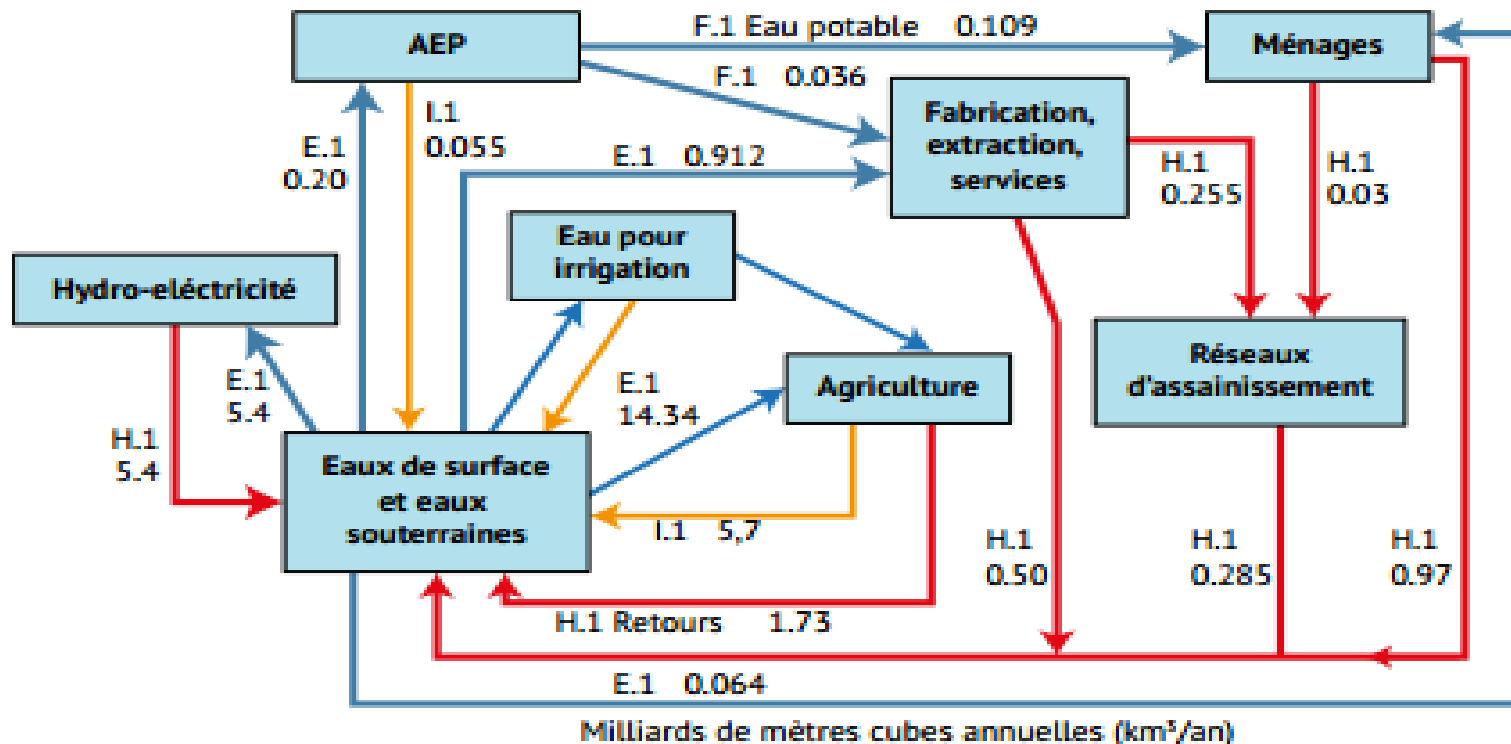 AEP
F.1 Eau potable 0.109
Ménages
F.1 0.036
I.1
0.055
E.1
0.20
E.1 0.912
Fabrication,
extraction,
services
H.1
0.255
H.1
0.03
Eau pour
irrigation
Hydro-eléctricité
E.1
5.4
H.1
5.4
E.1
14.34
Agriculture
Réseaux
d'assainissement
Eaux de surface
et eaux
souterraines
I.1 5,7
H.1
0.50
H.1
0.285
H.1
0.97
H.1 Retours 1.73
E.1 0.064
Milliards de mètres cubes annuelles (km³/an)